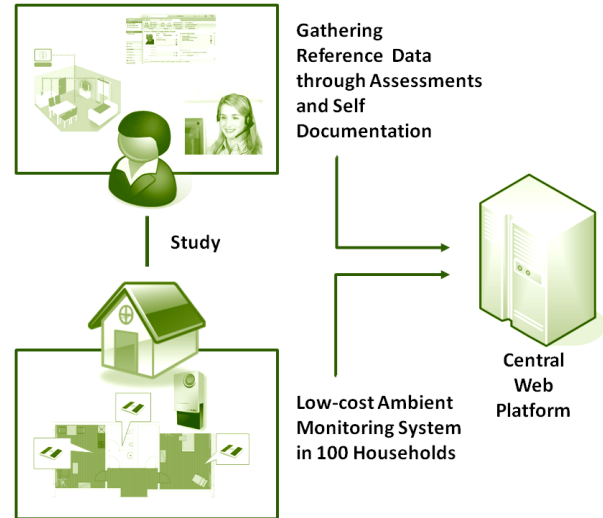 Gathering
Reference Data
through Assessments
and Self
Documentation
Study
Central
Web
Platform
Low-cost Ambient
Monitoring System
in 100 Households